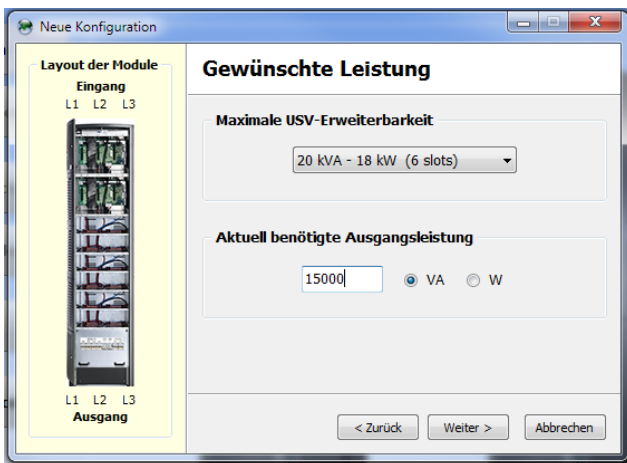 Neue Konfiguration
Layout der Module
Eingang
L1 L2 L3
L1 L2 L3
Ausgang
Gewünschte Leistung
Maximale USV-Erweiterbarkeit
20 kVA - 18 kW (6 slots)
Aktuell benötigte Ausgangsleistung
15000 VA W
< Zurück Weiter > Abbrechen